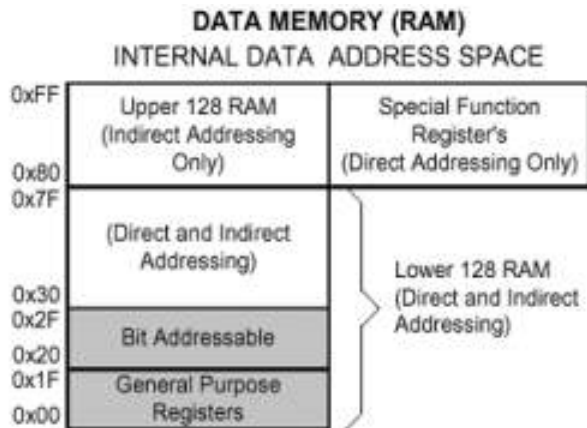 DATA MEMORY (RAM)
INTERNAL DATA ADDRESS SPACE
0xFF
Upper 128 RAM
(Indirect Addressing
Only)
0x80
Special Function
Register's
(Direct Addressing Only)
0x7F
(Direct and Indirect
Addressing)
0x30
Lower 128 RAM
(Direct and Indirect
Addressing)
0x2F
Bit Addressable
0x20
0x1F
General Purpose
Registers
0x00